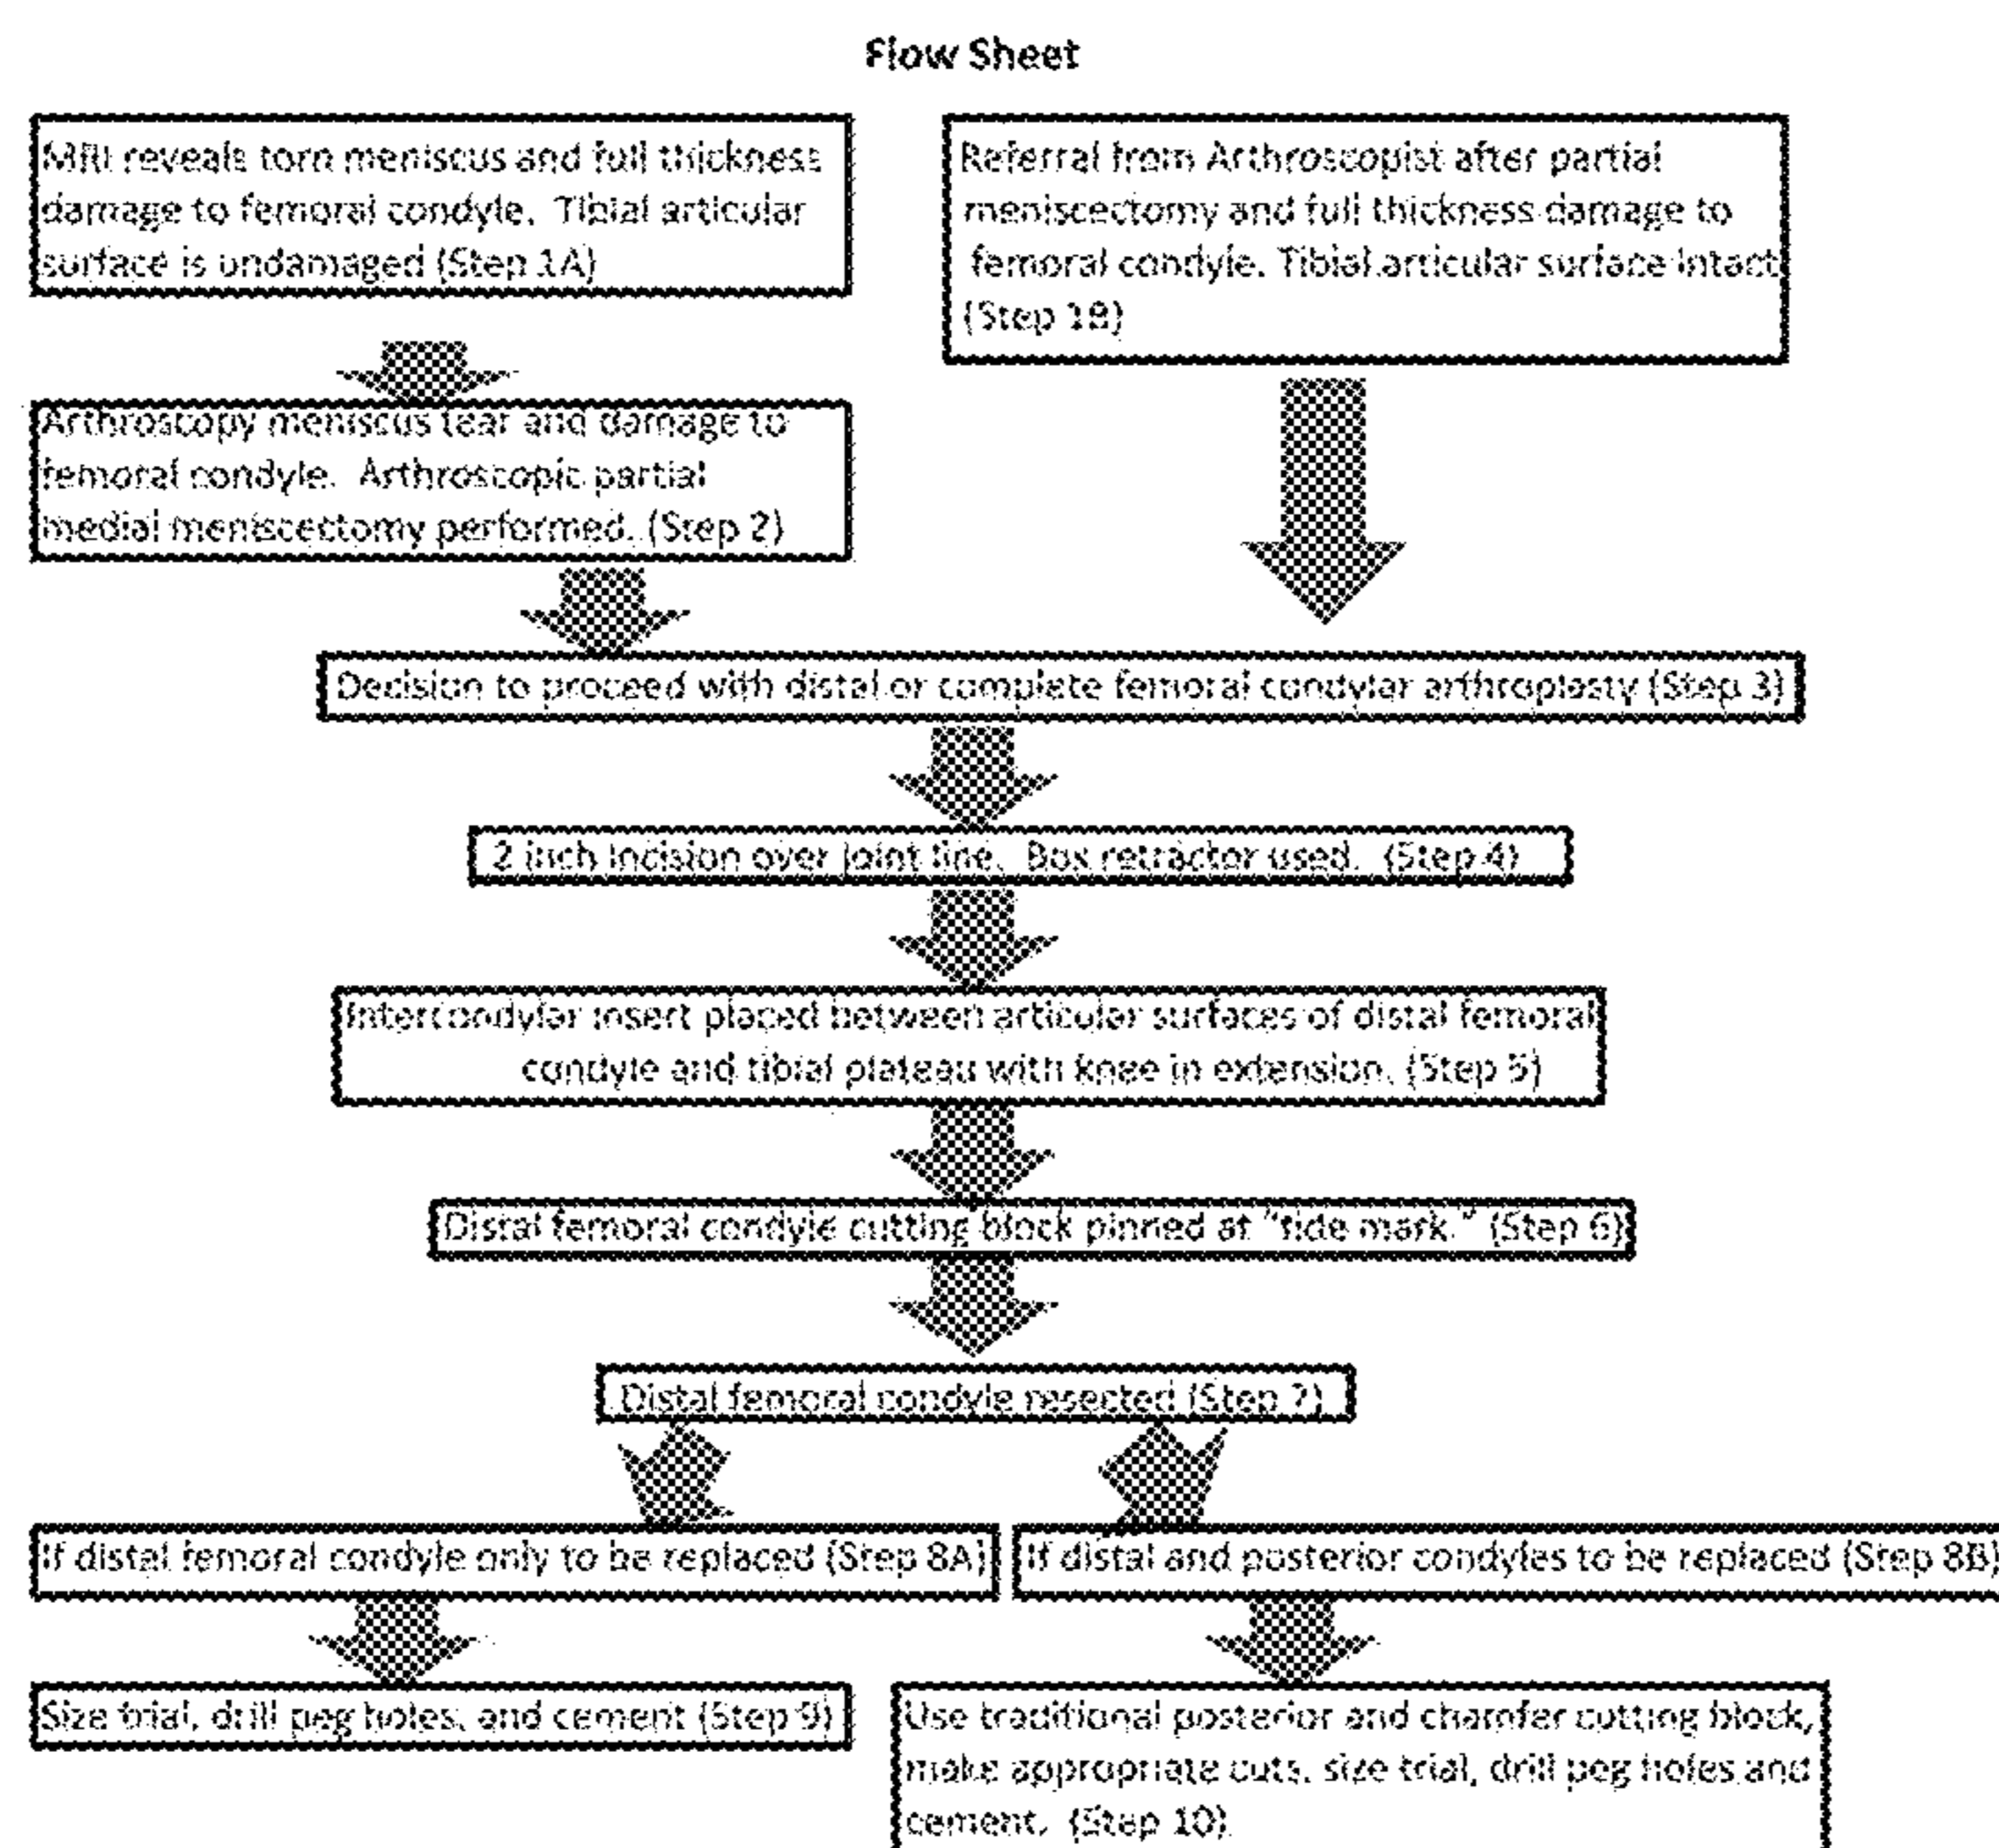 Flow Sheet
MRI reveals torn meniscus and full thickness
damage to femoral condyle. Tibial articular
surface is undamaged (Step 1A)
Referral from Arthroscopist after partial
meniscectomy and full thickness damage to
femoral condyle. Tibial articular surface intact
(Step 1B)
Arthroscopy meniscus tear and damage to
femoral condyle. Arthroscopic partial
medial meniscectomy performed. (Step 2)
Decision to proceed with distal or complete femoral condylar arthroplasty (Step 3)
2 inch incision over joint line. Box retractor used. (Step 4)
Intercondylar insert placed between articular surfaces of distal femoral
condyle and tibial plateau with knee in extension. (Step 5)
Distal femoral condyle cutting block pinned at "tide mark." (Step 6)
Distal femoral condyle resected (Step 7)
If distal femoral condyle only to be replaced (Step 8A)
If distal and posterior condyles to be replaced (Step 8B)
Size trial, drill peg holes, and cement (Step 9)
Use traditional posterior and chamfer cutting block,
make appropriate cuts, size trial, drill peg holes and
cement. (Step 10)